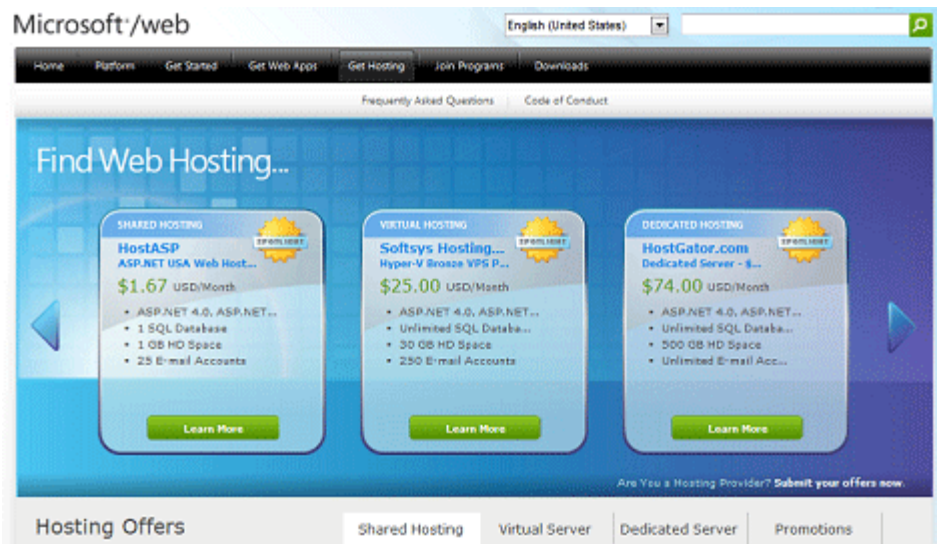 Microsoft /web
English (United States)
Home Platform Get Started Get Web Apps Get Hosting Join Programs Downloads
Frequently Asked Questions | Code of Conduct
Find Web Hosting...
SHARED HOSTING
SPOTLIGHT
HostASP
ASP.NET USA Web Host...
$1.67 USD/Month
• ASP.NET 4.0, ASP.NET...
• 1 SQL Database
• 1 GB HD Space
• 25 E-mail Accounts
Learn More
VIRTUAL HOSTING
SPOTLIGHT
Softsys Hosting...
Hyper-V Bronze VPS P...
$25.00 USD/Month
• ASP.NET 4.0, ASP.NET...
• Unlimited SQL Databa...
• 30 GB HD Space
• 250 E-mail Accounts
Learn More
DEDICATED HOSTING
SPOTLIGHT
HostGator.com
Dedicated Server - $...
$74.00 USD/Month
• ASP.NET 4.0, ASP.NET...
• Unlimited SQL Databa...
• 500 GB HD Space
• Unlimited E-mail Acc...
Learn More
Are You a Hosting Provider? Submit your offers now.
Hosting Offers
Shared Hosting Virtual Server Dedicated Server Promotions